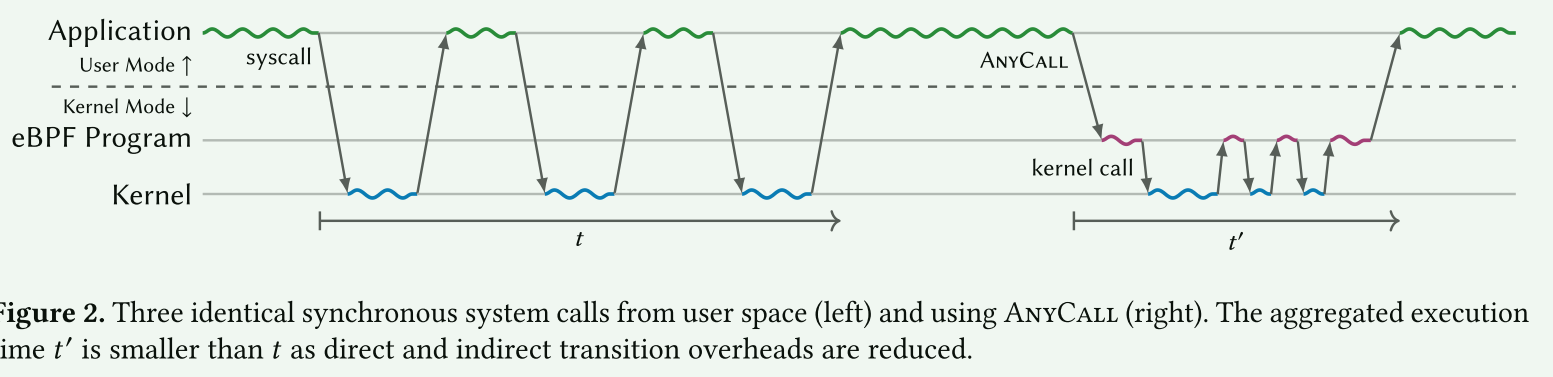 Application
syscall
ANYCALL
User Mode ↑
Kernel Mode ↓
eBPF Program
kernel call
Kernel
t
t′
Figure 2. Three identical synchronous system calls from user space (left) and using ANYCALL (right). The aggregated execution
ime t′ is smaller than t as direct and indirect transition overheads are reduced.